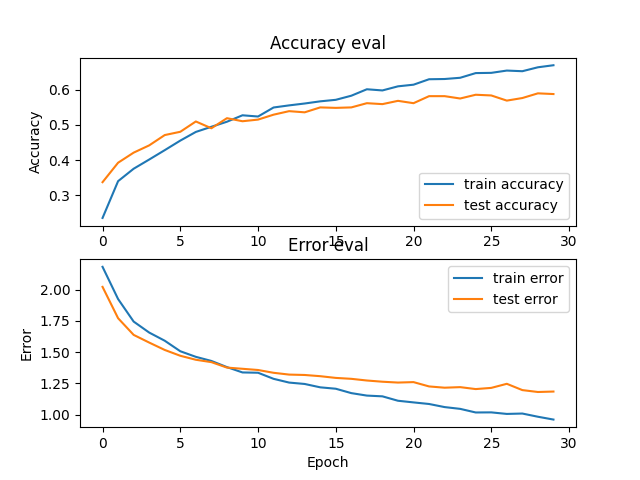 Accuracy eval
Accuracy
0.6
0.5
0.4
0.3
train accuracy
test accuracy
0 5 10 15 20 25 30
Error eval
Error
2.00
1.75
1.50
1.25
1.00
train error
test error
0 5 10 15 20 25 30
Epoch